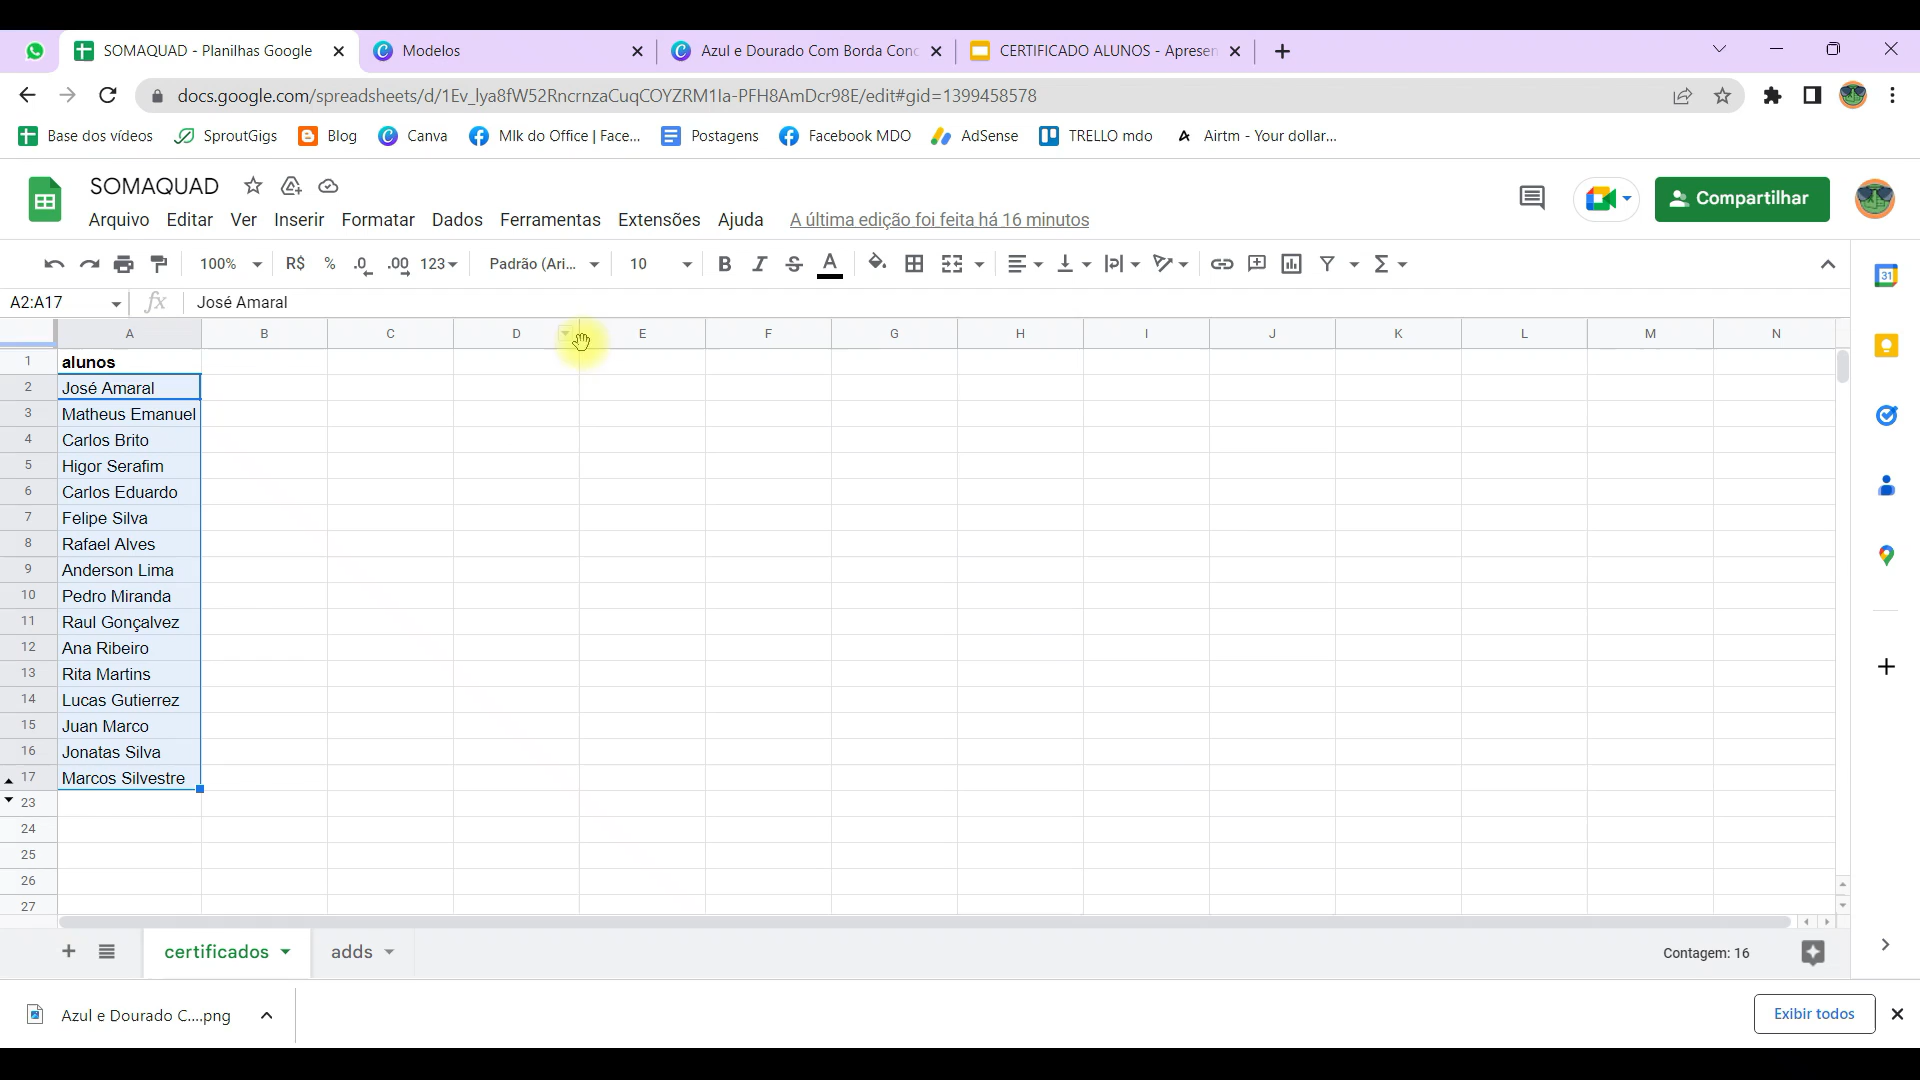 SOMAQUAD - Planilhas Google
Modelos
Azul e Dourado Com Borda Conc
CERTIFICADO ALUNOS - Apresen
docs.google.com/spreadsheets/d/1Ev_lya8fW52RncrnzaCuqCOYZRM1Ia-PFH8AmDcr98E/edit#gid=1399458578
Base dos vídeos SproutGigs Blog Canva Mlk do Office | Face... Postagens Facebook MDO AdSense TRELLO mdo Airtm - Your dollar...
SOMAQUAD
Arquivo Editar Ver Inserir Formatar Dados Ferramentas Extensões Ajuda A última edição foi feita há 16 minutos
Compartilhar
100% R$ % .0 .00 123 Padrão (Ari... 10 B I S A
31
A2:A17 fx José Amaral
A B C D E F G H I J K L M N
1 alunos
2 José Amaral
3 Matheus Emanuel
4 Carlos Brito
5 Higor Serafim
6 Carlos Eduardo
7 Felipe Silva
8 Rafael Alves
9 Anderson Lima
10 Pedro Miranda
11 Raul Gonçalvez
12 Ana Ribeiro
13 Rita Martins
14 Lucas Gutierrez
15 Juan Marco
16 Jonatas Silva
17 Marcos Silvestre
23
24
25
26
27
certificados adds Contagem: 16
Azul e Dourado C....png Exibir todos